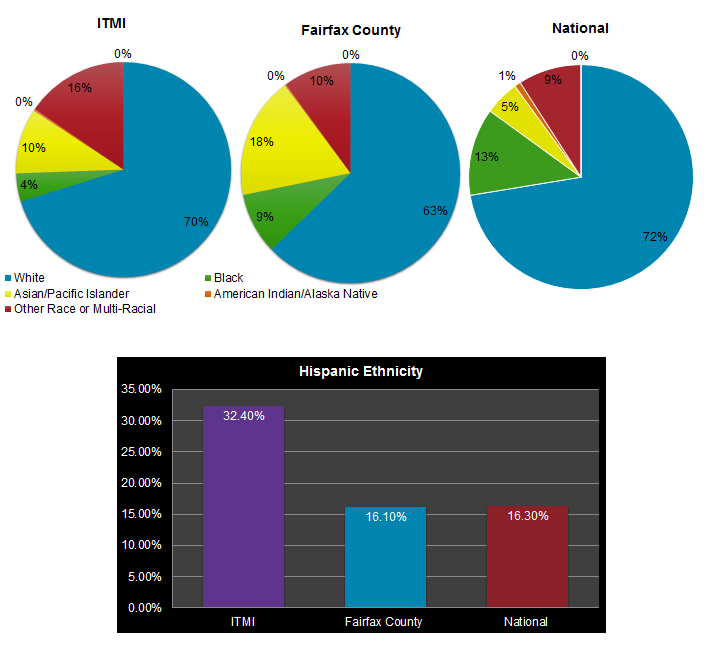 ITMI
Fairfax County
National
0%
16%
0%
10%
4%
70%
0%
0%
10%
18%
9%
63%
0%
1%
9%
5%
13%
72%
White
Black
Asian/Pacific Islander
American Indian/Alaska Native
Other Race or Multi-Racial
Hispanic Ethnicity
35.00%
30.00%
25.00%
20.00%
15.00%
10.00%
5.00%
0.00%
32.40%
16.10%
16.30%
ITMI
Fairfax County
National